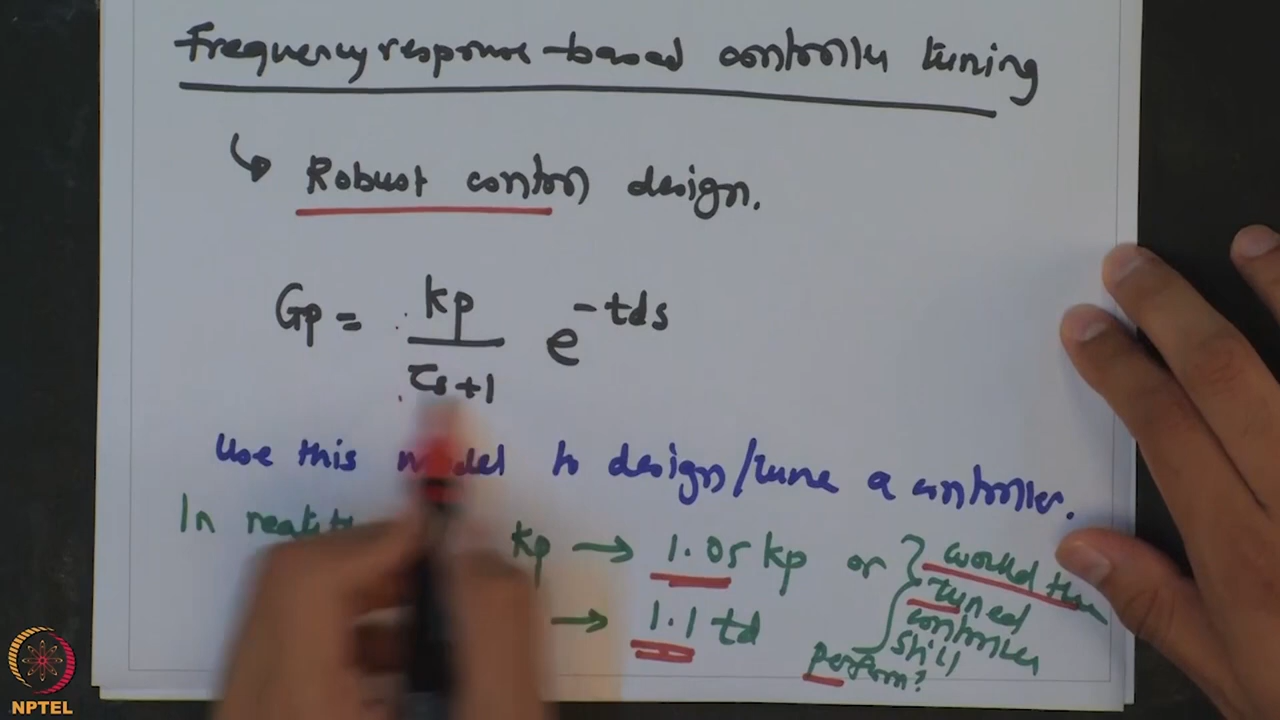 Frequency response-based controller tuning
↳ Robust control design.
Gp = kp / τs+1 e^-tds
Use this model to design/tune a controller.
In reality kp → 1.05 kp or } would the
→ 1.1 td
tuned
controller
still
perform?
NPTEL